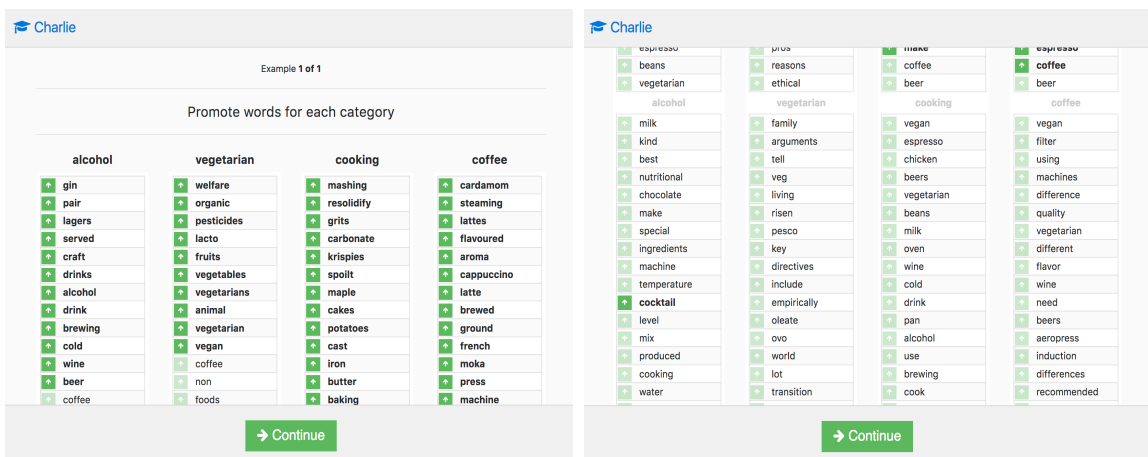 Charlie
Example 1 of 1
Promote words for each category
alcohol vegetarian cooking coffee
gin welfare mashing cardamom
pair organic resolidify steaming
lagers pesticides grits lattes
served lacto carbonate flavoured
craft fruits krispies aroma
drinks vegetables spoilt cappuccino
alcohol vegetarians maple latte
drink animal cakes brewed
brewing vegetarian potatoes ground
cold vegan cast french
wine coffee iron moka
beer non butter press
coffee foods baking machine
Continue
Charlie
espresso pros make espresso
beans reasons coffee coffee
vegetarian ethical beer beer
alcohol vegetarian cooking coffee
milk family vegan vegan
kind arguments espresso filter
best tell chicken using
nutritional veg beers machines
chocolate living vegetarian difference
make risen beans quality
special pesco milk vegetarian
ingredients key oven different
machine directives wine flavor
temperature include cold wine
cocktail empirically drink need
level oleate pan beers
mix ovo alcohol aeropress
produced world use induction
cooking lot brewing differences
water transition cook recommended
Continue